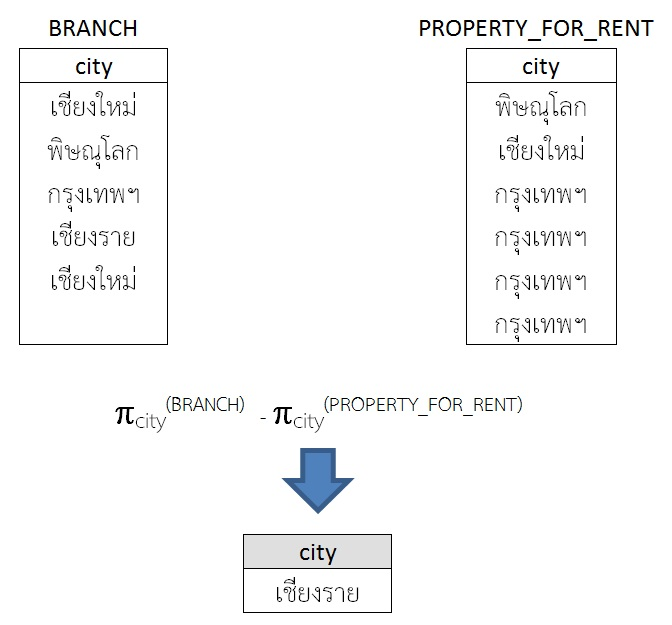 BRANCH
city
เชียงใหม่
พิษณุโลก
กรุงเทพฯ
เชียงราย
เชียงใหม่
PROPERTY_FOR_RENT
city
พิษณุโลก
เชียงใหม่
กรุงเทพฯ
กรุงเทพฯ
กรุงเทพฯ
กรุงเทพฯ
π city (BRANCH) - π city (PROPERTY_FOR_RENT)
city
เชียงราย